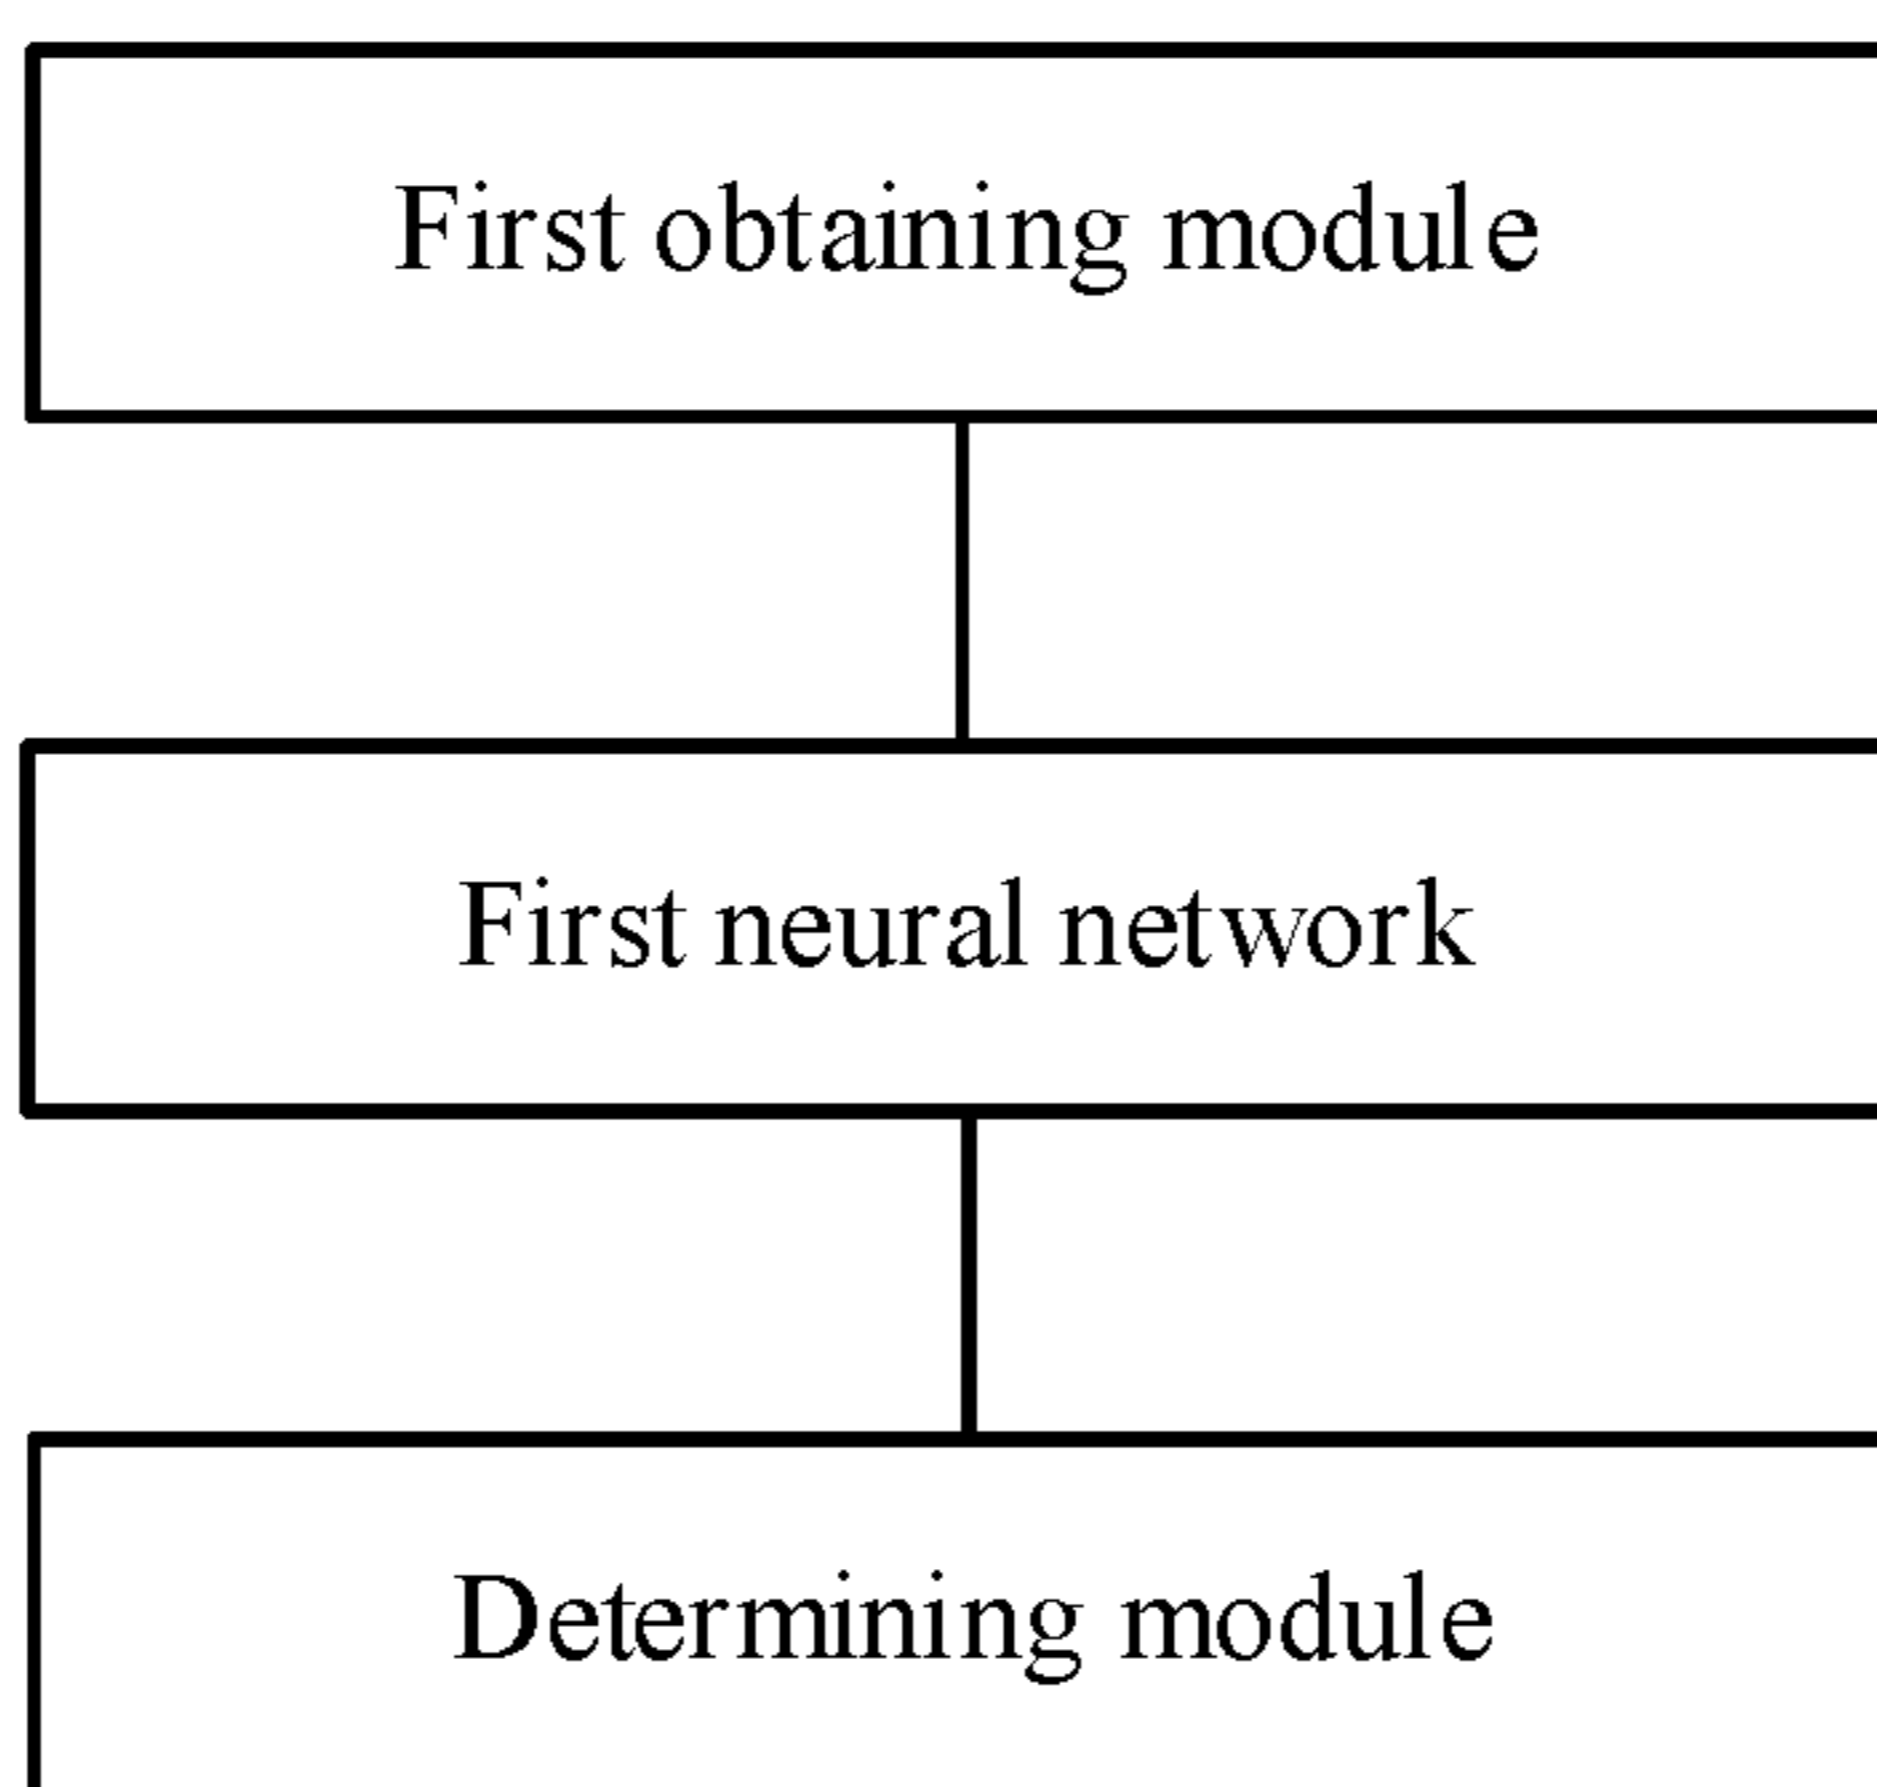 First obtaining module
First neural network
Determining module